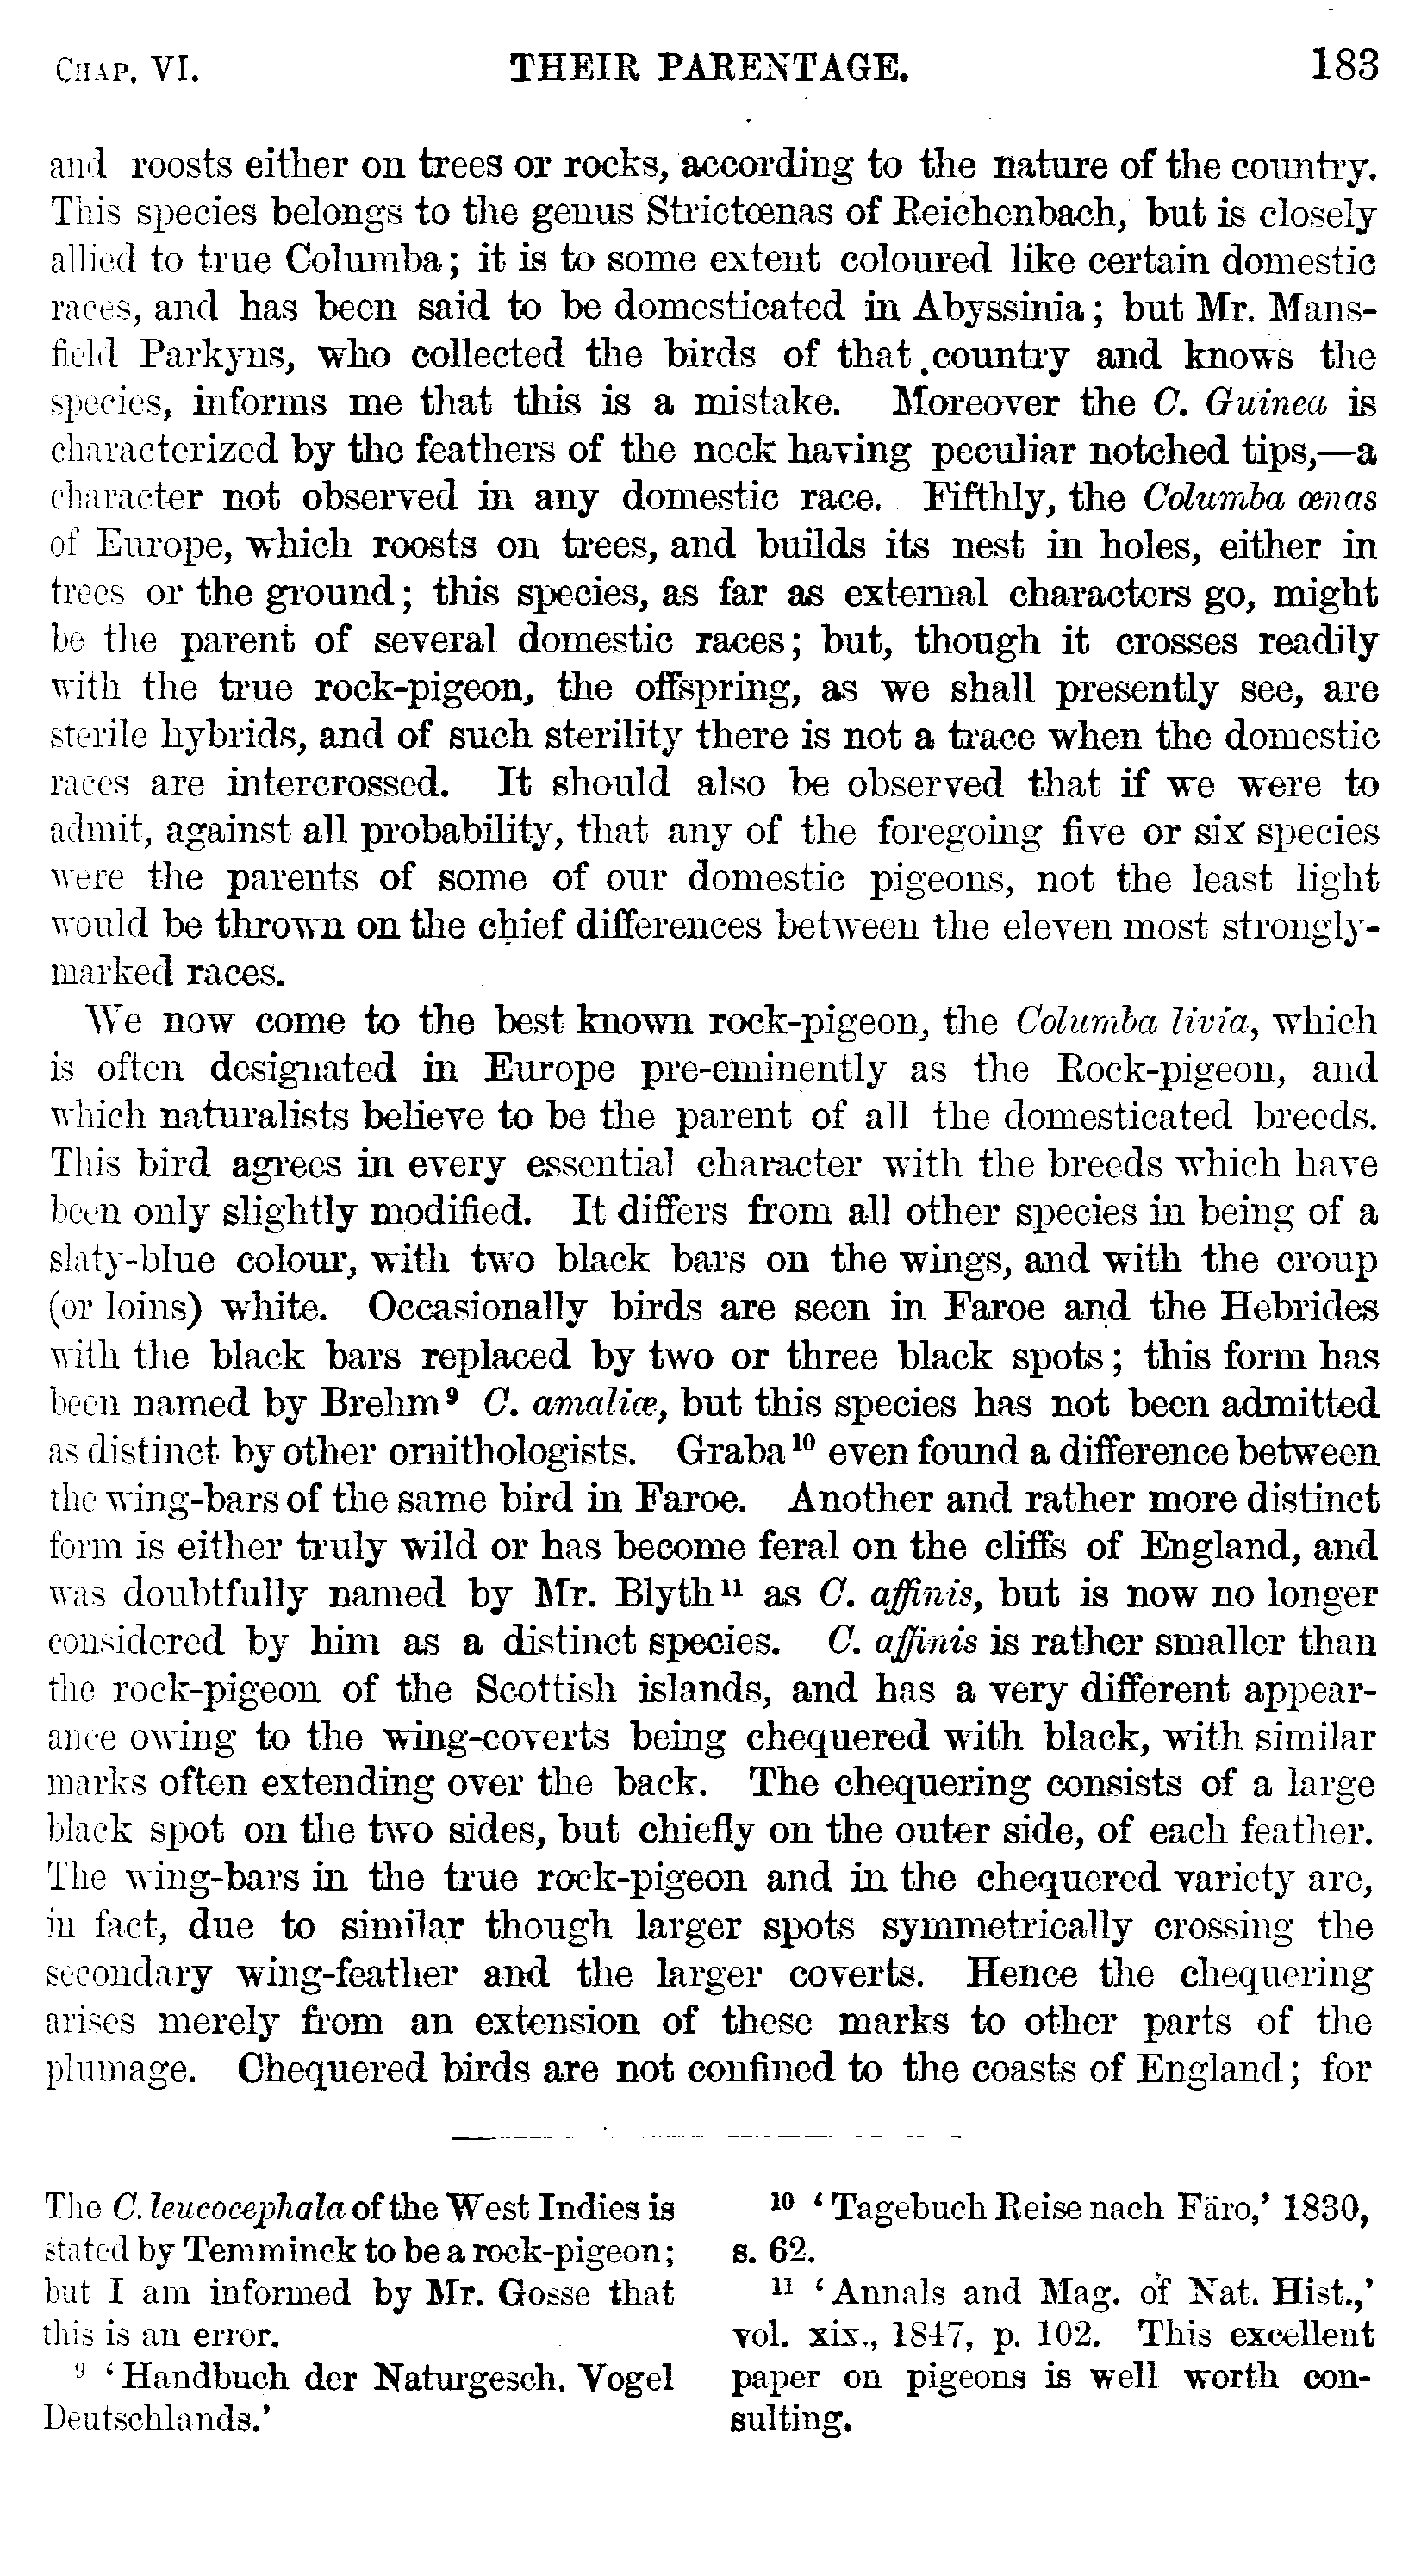 CHAP. VI. THEIR PARENTAGE. 183
and roosts either on trees or rocks, according to the nature of the country.
This species belongs to the genus Strictœnas of Reichenbach, but is closely
allied to true Columba; it is to some extent coloured like certain domestic
races, and has been said to be domesticated in Abyssinia; but Mr. Mans-
field Parkyns, who collected the birds of that country and knows the
species, informs me that this is a mistake. Moreover the C. Guinea is
characterized by the feathers of the neck having peculiar notched tips,—a
character not observed in any domestic race. Fifthly, the Columba œnas
of Europe, which roosts on trees, and builds its nest in holes, either in
trees or the ground; this species, as far as external characters go, might
be the parent of several domestic races; but, though it crosses readily
with the true rock-pigeon, the offspring, as we shall presently see, are
sterile hybrids, and of such sterility there is not a trace when the domestic
races are intercrossed. It should also be observed that if we were to
admit, against all probability, that any of the foregoing five or six species
were the parents of some of our domestic pigeons, not the least light
would be thrown on the chief differences between the eleven most strongly-
marked races.
We now come to the best known rock-pigeon, the Columba livia, which
is often designated in Europe pre-eminently as the Rock-pigeon, and
which naturalists believe to be the parent of all the domesticated breeds.
This bird agrees in every essential character with the breeds which have
been only slightly modified. It differs from all other species in being of a
slaty-blue colour, with two black bars on the wings, and with the croup
(or loins) white. Occasionally birds are seen in Faroe and the Hebrides
with the black bars replaced by two or three black spots; this form has
been named by Brehm⁹ C. amaliæ, but this species has not been admitted
as distinct by other ornithologists. Graba¹⁰ even found a difference between
the wing-bars of the same bird in Faroe. Another and rather more distinct
form is either truly wild or has become feral on the cliffs of England, and
was doubtfully named by Mr. Blyth¹¹ as C. affinis, but is now no longer
considered by him as a distinct species. C. affinis is rather smaller than
the rock-pigeon of the Scottish islands, and has a very different appear-
ance owing to the wing-coverts being chequered with black, with similar
marks often extending over the back. The chequering consists of a large
black spot on the two sides, but chiefly on the outer side, of each feather.
The wing-bars in the true rock-pigeon and in the chequered variety are,
in fact, due to similar though larger spots symmetrically crossing the
secondary wing-feather and the larger coverts. Hence the chequering
arises merely from an extension of these marks to other parts of the
plumage. Chequered birds are not confined to the coasts of England; for
The C. leucocephala of the West Indies is
stated by Temminck to be a rock-pigeon;
but I am informed by Mr. Gosse that
this is an error.
⁹ ‘Handbuch der Naturgesch. Vogel
Deutschlands.’
¹⁰ ‘Tagebuch Reise nach Färo,’ 1830,
s. 62.
¹¹ ‘Annals and Mag. of Nat. Hist.,’
vol. xix., 1847, p. 102. This excellent
paper on pigeons is well worth con-
sulting.